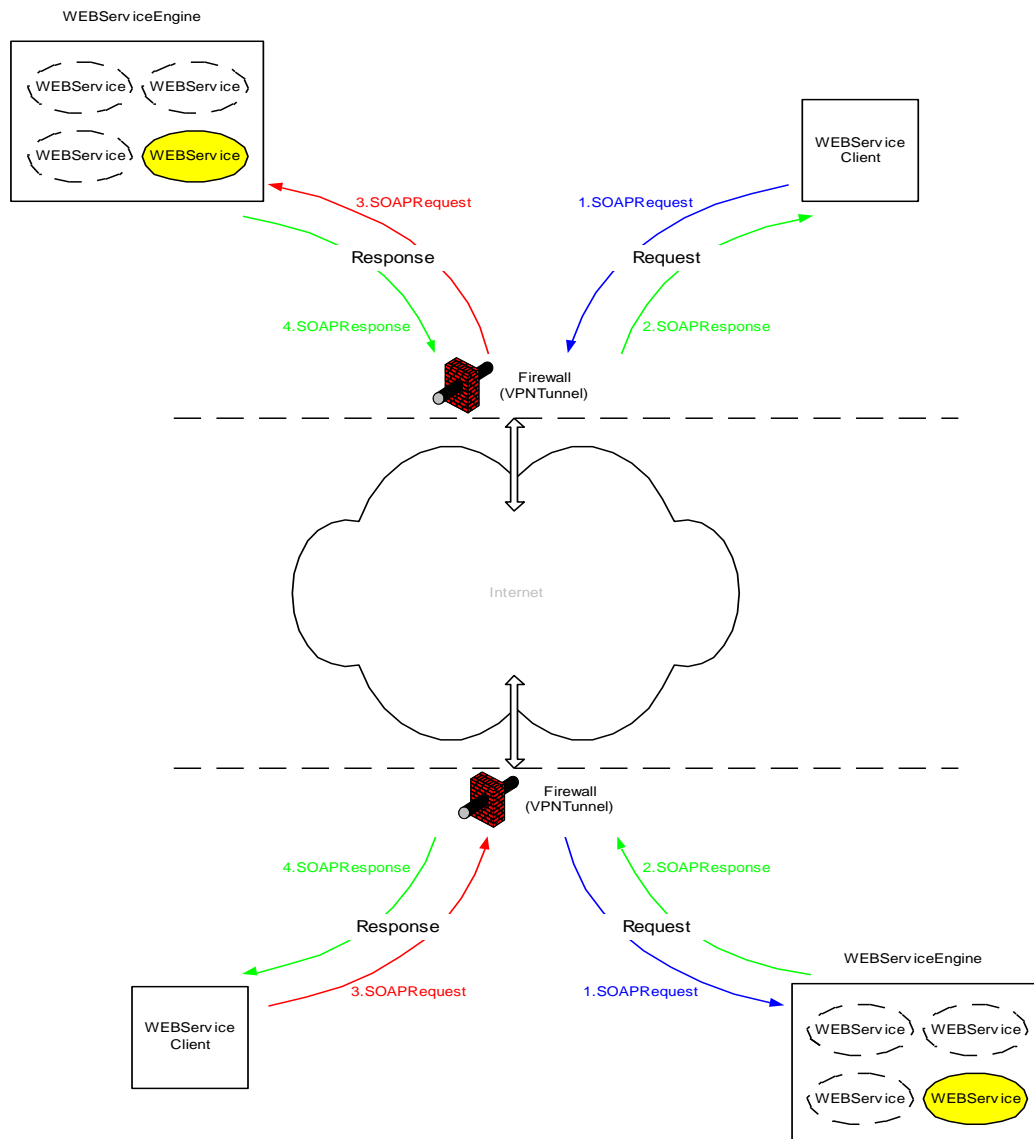 WEBServiceEngine
WEBService WEBService
WEBService WEBService
WEBService
Client
3.SOAPRequest
1.SOAPRequest
Response
Request
4.SOAPResponse
2.SOAPResponse
Firewall
(VPNTunnel)
Internet
Firewall
(VPNTunnel)
4.SOAPResponse
2.SOAPResponse
Response
Request
WEBServiceEngine
3.SOAPRequest
1.SOAPRequest
WEBService
Client
WEBService WEBService
WEBService WEBService